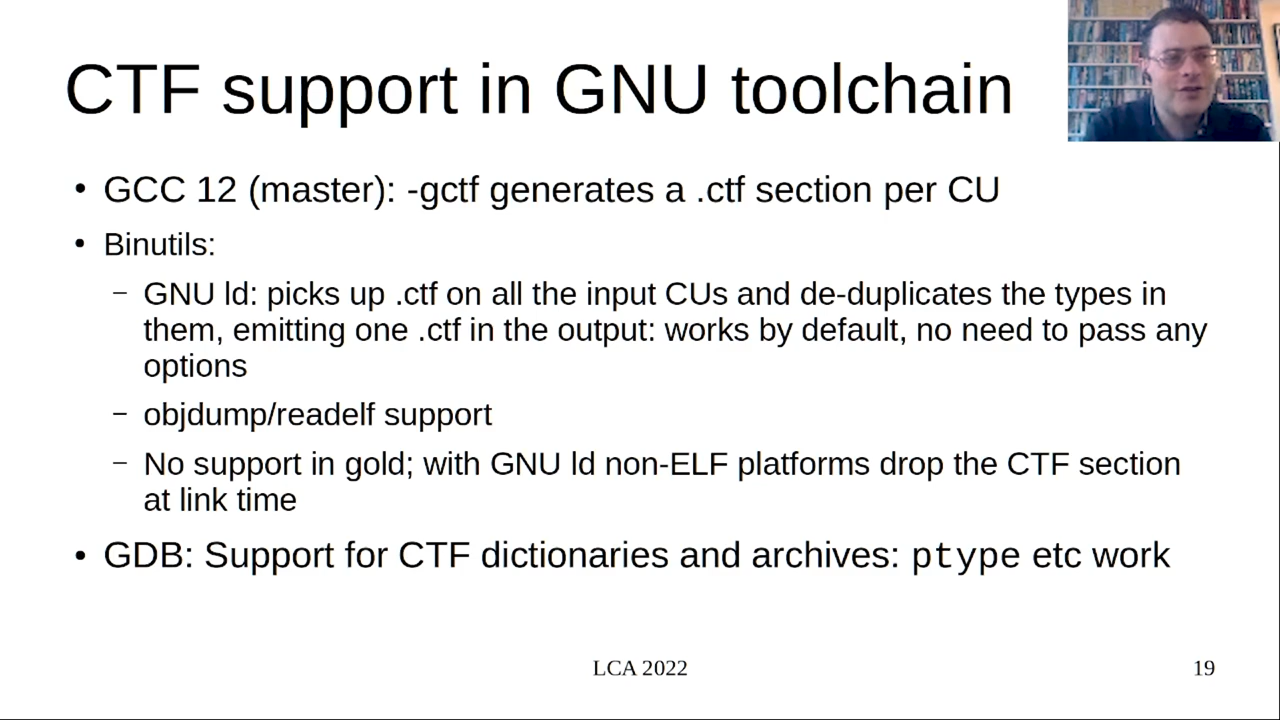 CTF support in GNU toolchain
• GCC 12 (master): -gctf generates a .ctf section per CU
• Binutils:
– GNU ld: picks up .ctf on all the input CUs and de-duplicates the types in
them, emitting one .ctf in the output: works by default, no need to pass any
options
– objdump/readelf support
– No support in gold; with GNU ld non-ELF platforms drop the CTF section
at link time
• GDB: Support for CTF dictionaries and archives: ptype etc work
LCA 2022
19